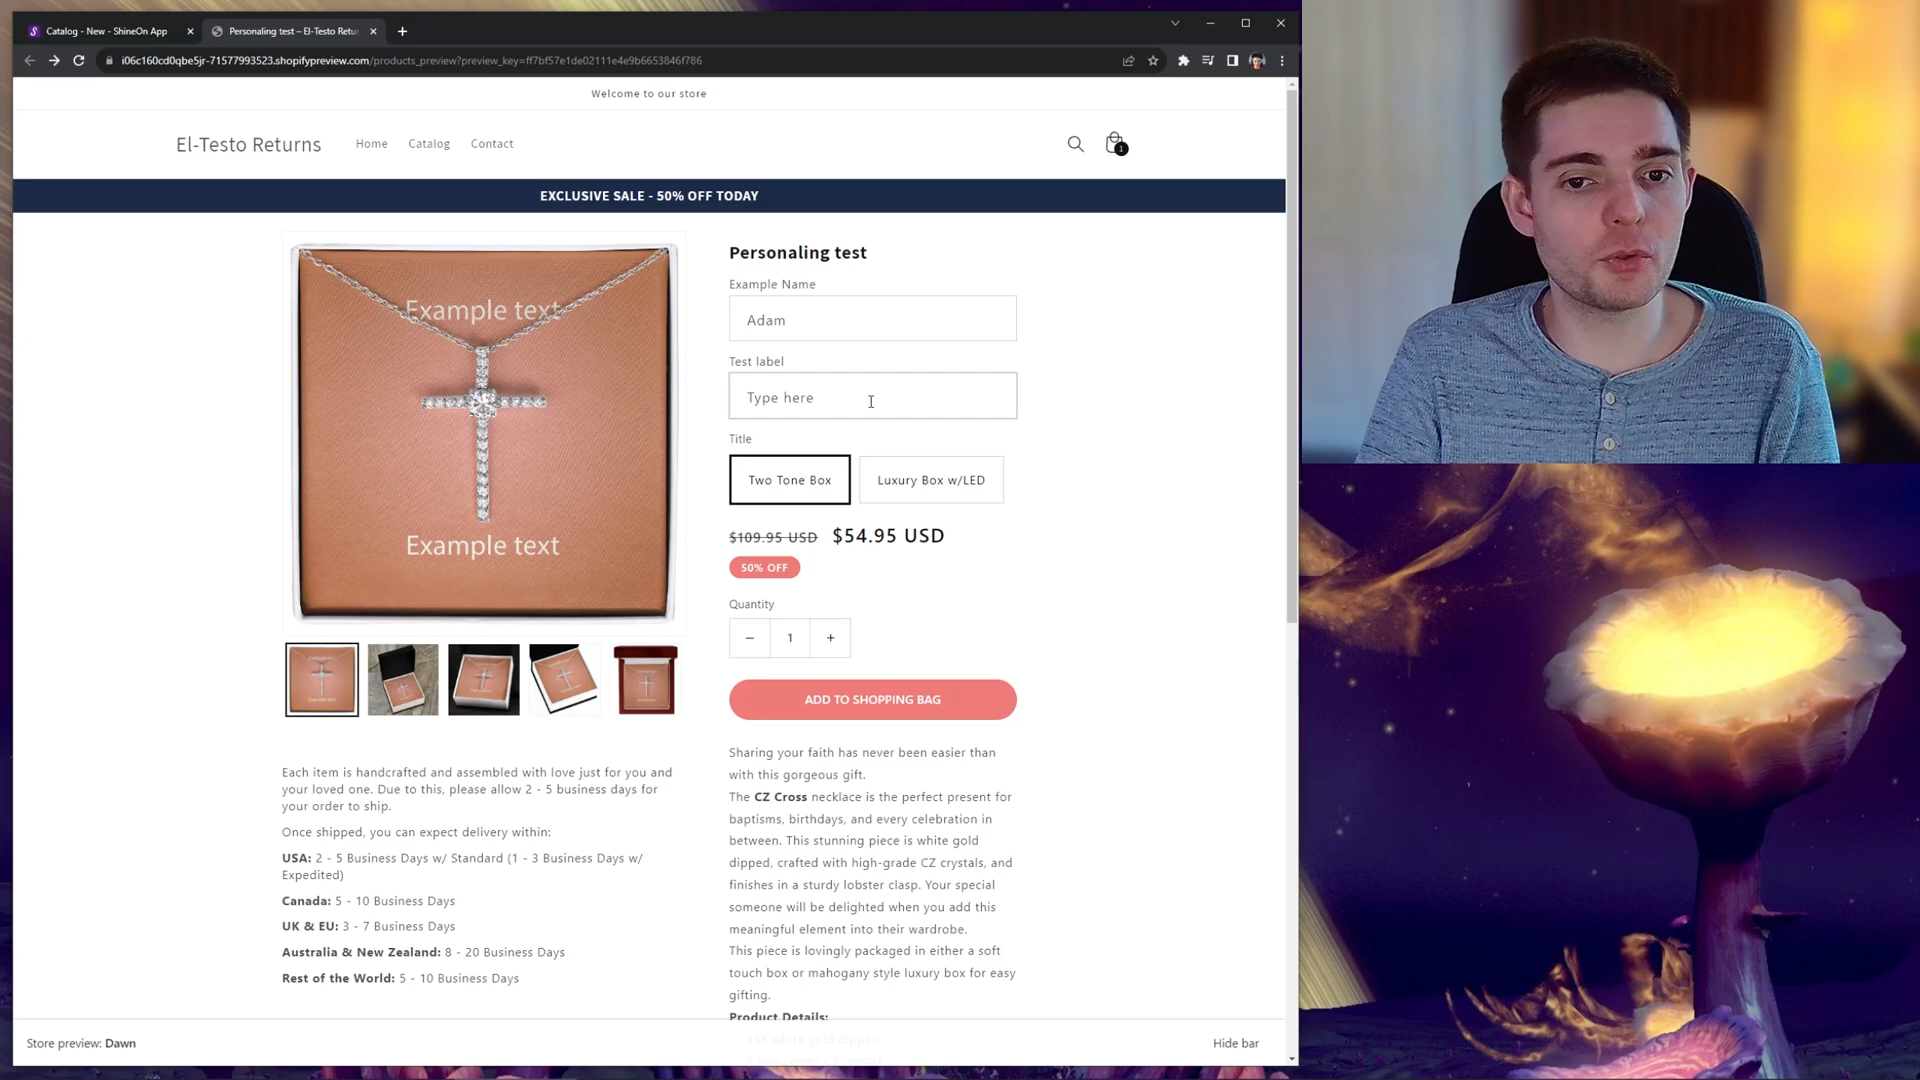 Catalog - New - ShineOn App
Personaling test – El-Testo Retur
i06c160cd0qbe5jr-71577993523.shopifypreview.com/products_preview?preview_key=ff7bf57e1de02111e4e9b6653846f786
Welcome to our store
El-Testo Returns
Home
Catalog
Contact
1
EXCLUSIVE SALE - 50% OFF TODAY
Example text
Example text
Personaling test
Example Name
Adam
Test label
Type here
Title
Two Tone Box
Luxury Box w/LED
$109.95 USD $54.95 USD
50% OFF
Quantity
− 1 +
ADD TO SHOPPING BAG
Each item is handcrafted and assembled with love just for you and
your loved one. Due to this, please allow 2 - 5 business days for
your order to ship.
Once shipped, you can expect delivery within:
USA: 2 - 5 Business Days w/ Standard (1 - 3 Business Days w/
Expedited)
Canada: 5 - 10 Business Days
UK & EU: 3 - 7 Business Days
Australia & New Zealand: 8 - 20 Business Days
Rest of the World: 5 - 10 Business Days
Sharing your faith has never been easier than
with this gorgeous gift.
The CZ Cross necklace is the perfect present for
baptisms, birthdays, and every celebration in
between. This stunning piece is white gold
dipped, crafted with high-grade CZ crystals, and
finishes in a sturdy lobster clasp. Your special
someone will be delighted when you add this
meaningful element into their wardrobe.
This piece is lovingly packaged in either a soft
touch box or mahogany style luxury box for easy
gifting.
Product Details:
14K white gold dipped
Store preview: Dawn
Hide bar